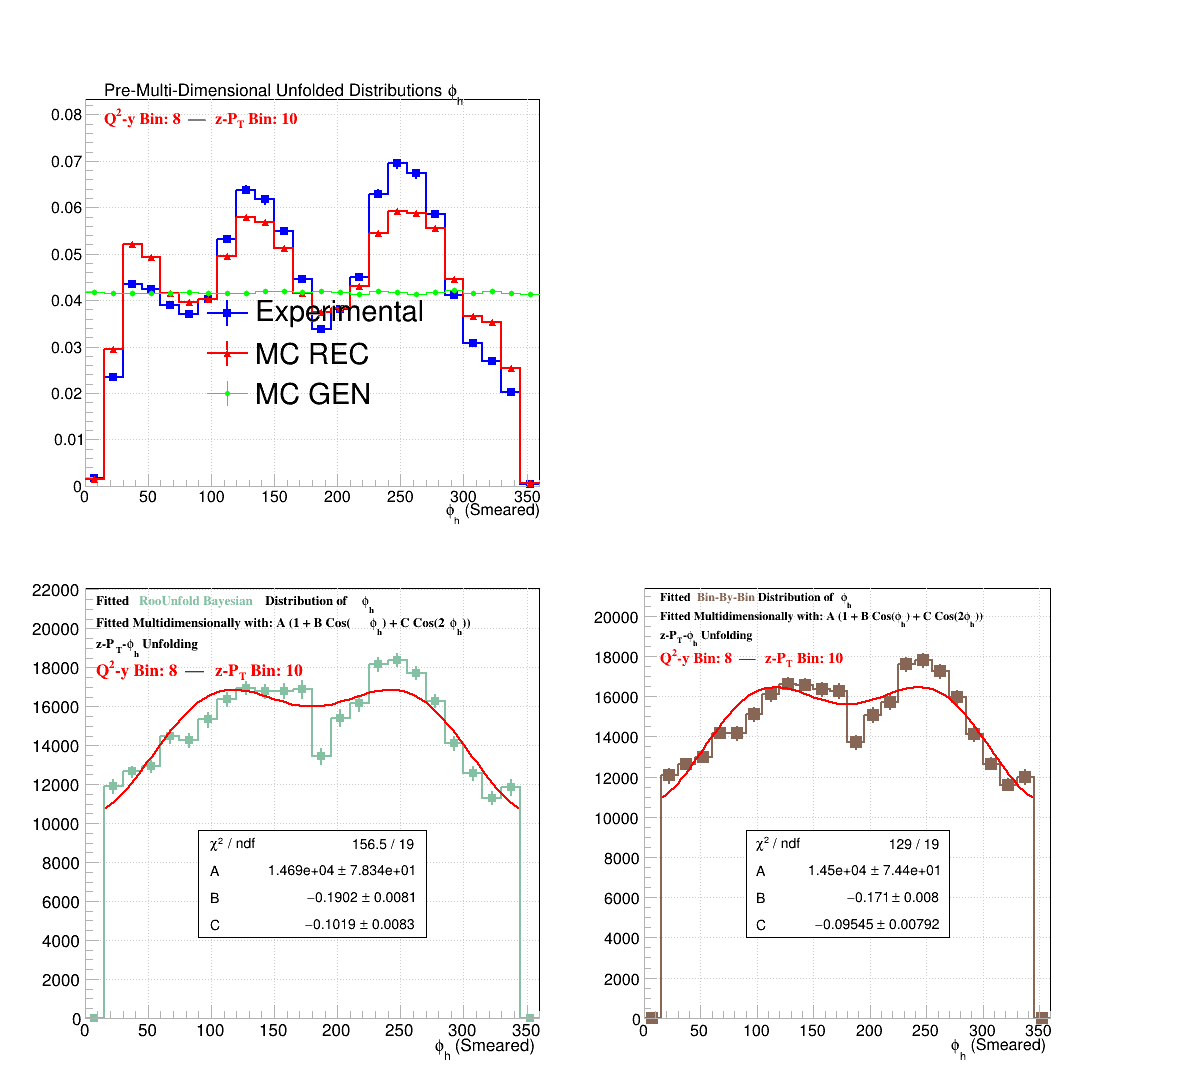 Pre-Multi-Dimensional Unfolded Distributions ϕh
Q2-y Bin: 8 — z-PT Bin: 10
0.08
0.07
0.06
0.05
0.04
0.03
0.02
0.01
0
Experimental
MC REC
MC GEN
0 50 100 150 200 250 300 350
ϕh (Smeared)
22000
20000
18000
16000
14000
12000
10000
8000
6000
4000
2000
0
Fitted RooUnfold Bayesian Distribution of ϕh
Fitted Multidimensionally with: A (1 + B Cos( ϕh) + C Cos(2 ϕh))
z-PT-ϕh Unfolding
Q2-y Bin: 8 — z-PT Bin: 10
χ2 / ndf 156.5 / 19
A 1.469e+04 ± 7.834e+01
B −0.1902 ± 0.0081
C −0.1019 ± 0.0083
0 50 100 150 200 250 300 350
ϕh (Smeared)
20000
18000
16000
14000
12000
10000
8000
6000
4000
2000
0
Fitted Bin-By-Bin Distribution of ϕh
Fitted Multidimensionally with: A (1 + B Cos(ϕh) + C Cos(2ϕh))
z-PT-ϕh Unfolding
Q2-y Bin: 8 — z-PT Bin: 10
χ2 / ndf 129 / 19
A 1.45e+04 ± 7.44e+01
B −0.171 ± 0.008
C −0.09545 ± 0.00792
0 50 100 150 200 250 300 350
ϕh (Smeared)